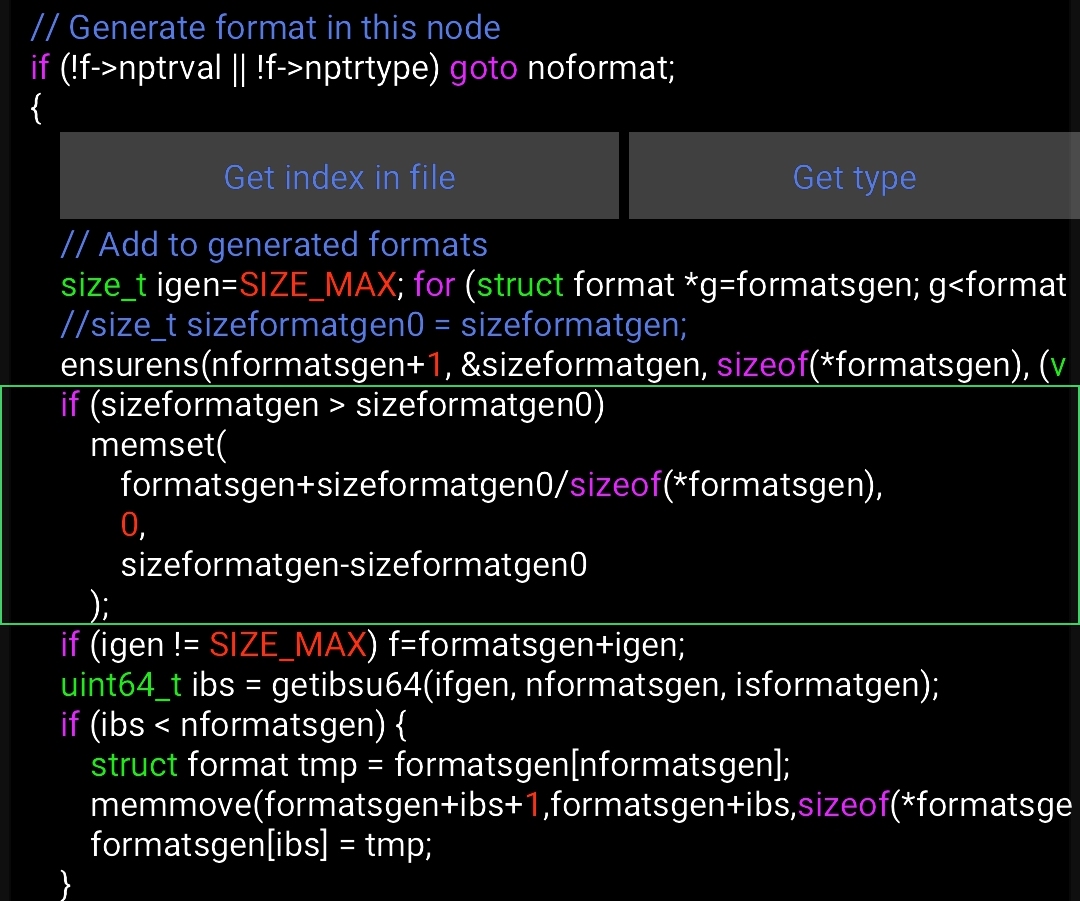 // Generate format in this node
if (!f->nptrval || !f->nptrtype) goto noformat;
{
Get index in file
Get type
// Add to generated formats
size_t igen=SIZE_MAX; for (struct format *g=formatsgen; g<format
//size_t sizeformatgen0 = sizeformatgen;
ensurens(nformatsgen+1, &sizeformatgen, sizeof(*formatsgen), (v
if (sizeformatgen > sizeformatgen0)
memset(
formatsgen+sizeformatgen0/sizeof(*formatsgen),
0,
sizeformatgen-sizeformatgen0
);
if (igen != SIZE_MAX) f=formatsgen+igen;
uint64_t ibs = getibsu64(ifgen, nformatsgen, isformatgen);
if (ibs < nformatsgen) {
struct format tmp = formatsgen[nformatsgen];
memmove(formatsgen+ibs+1,formatsgen+ibs,sizeof(*formatsge
formatsgen[ibs] = tmp;
}